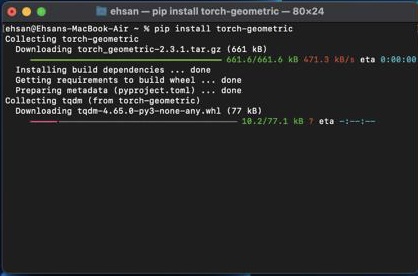 ehsan — pip install torch-geometric — 80×24
ehsan@Ehsans-MacBook-Air ~ % pip install torch-geometric
Collecting torch-geometric
  Downloading torch_geometric-2.3.1.tar.gz (661 kB)
661.6/661.6 kB 471.3 kB/s eta 0:00:00
  Installing build dependencies ... done
  Getting requirements to build wheel ... done
  Preparing metadata (pyproject.toml) ... done
Collecting tqdm (from torch-geometric)
  Downloading tqdm-4.65.0-py3-none-any.whl (77 kB)
10.2/77.1 kB ? eta -:--:--